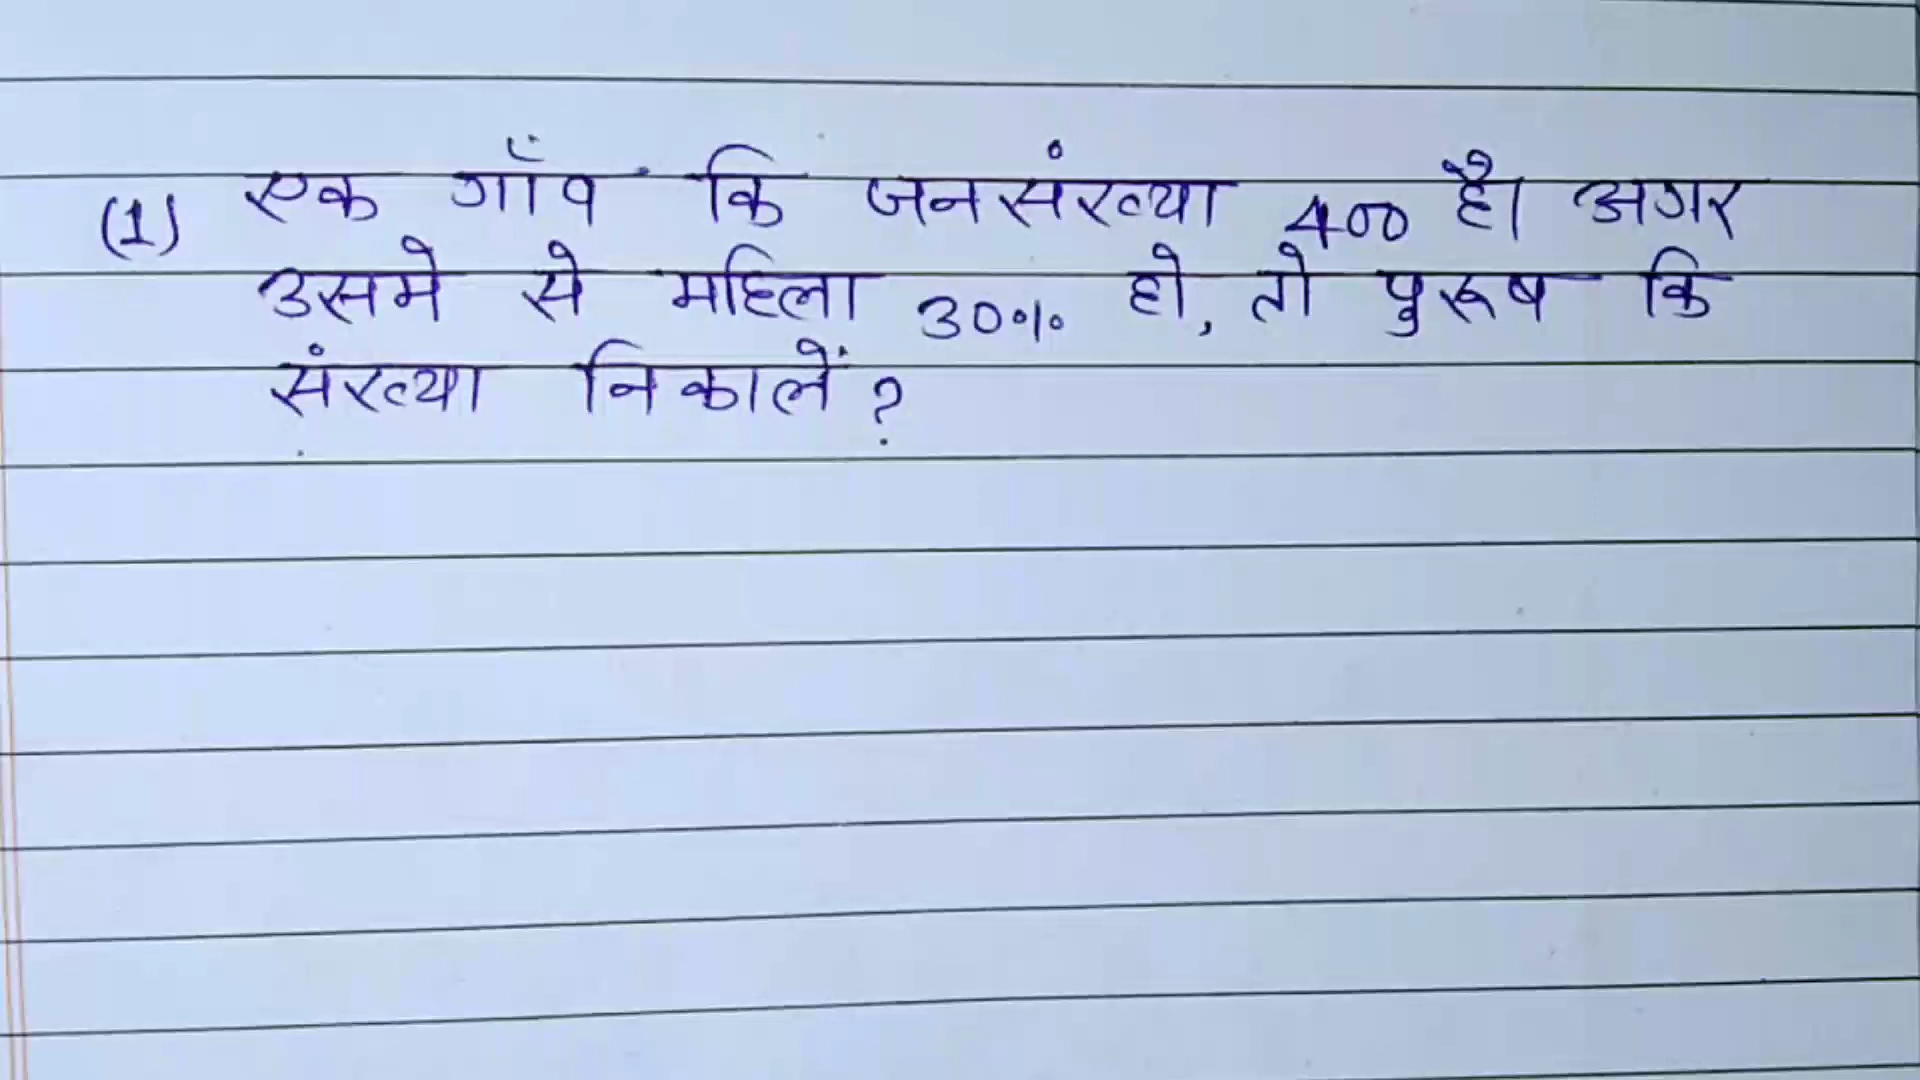 (1) एक गाँव कि जनसंख्या 400 है। अगर
उसमे से महिला 30% हो, तो पुरूष कि
संख्या निकालें ?